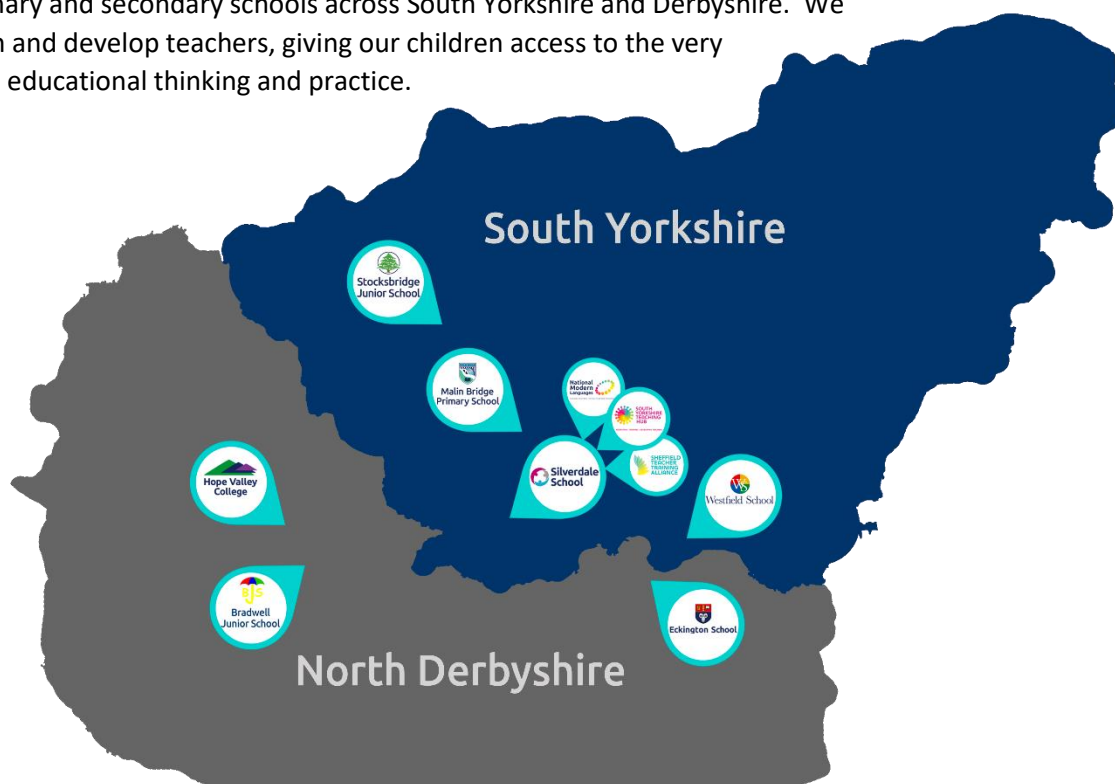 nary and secondary schools across South Yorkshire and Derbyshire. We
and develop teachers, giving our children access to the very
educational thinking and practice.
South Yorkshire
Stocksbridge
Junior School
Malin Bridge
Primary School
National
Modern
Languages
SOUTH
YORKSHIRE
TEACHING
HUB
Silverdale
School
SHEFFIELD
TEACHER
TRAINING
ALLIANCE
WS
Westfield School
Hope Valley
College
BJS
Bradwell
Junior School
Eckington School
North Derbyshire